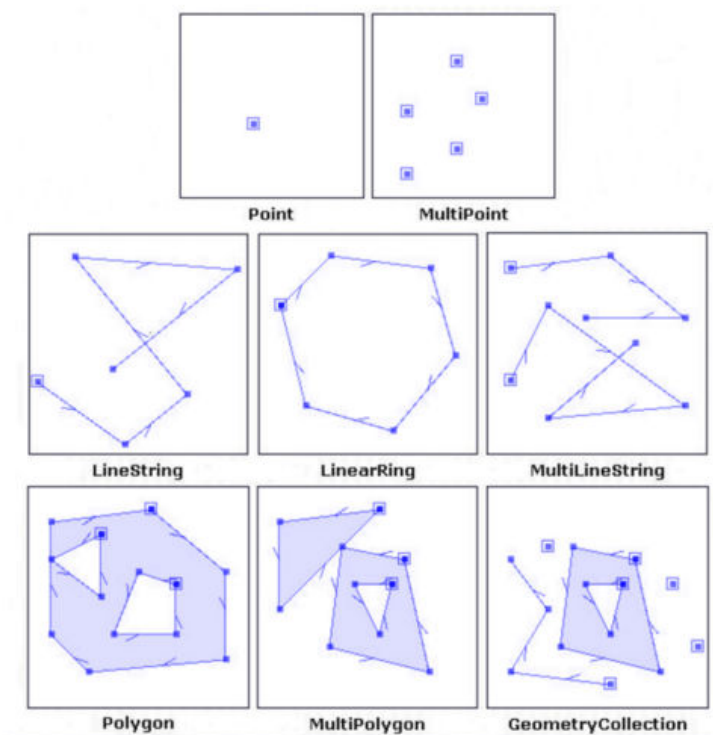 Point
MultiPoint
LineString
LinearRing
MultiLineString
Polygon
MultiPolygon
GeometryCollection